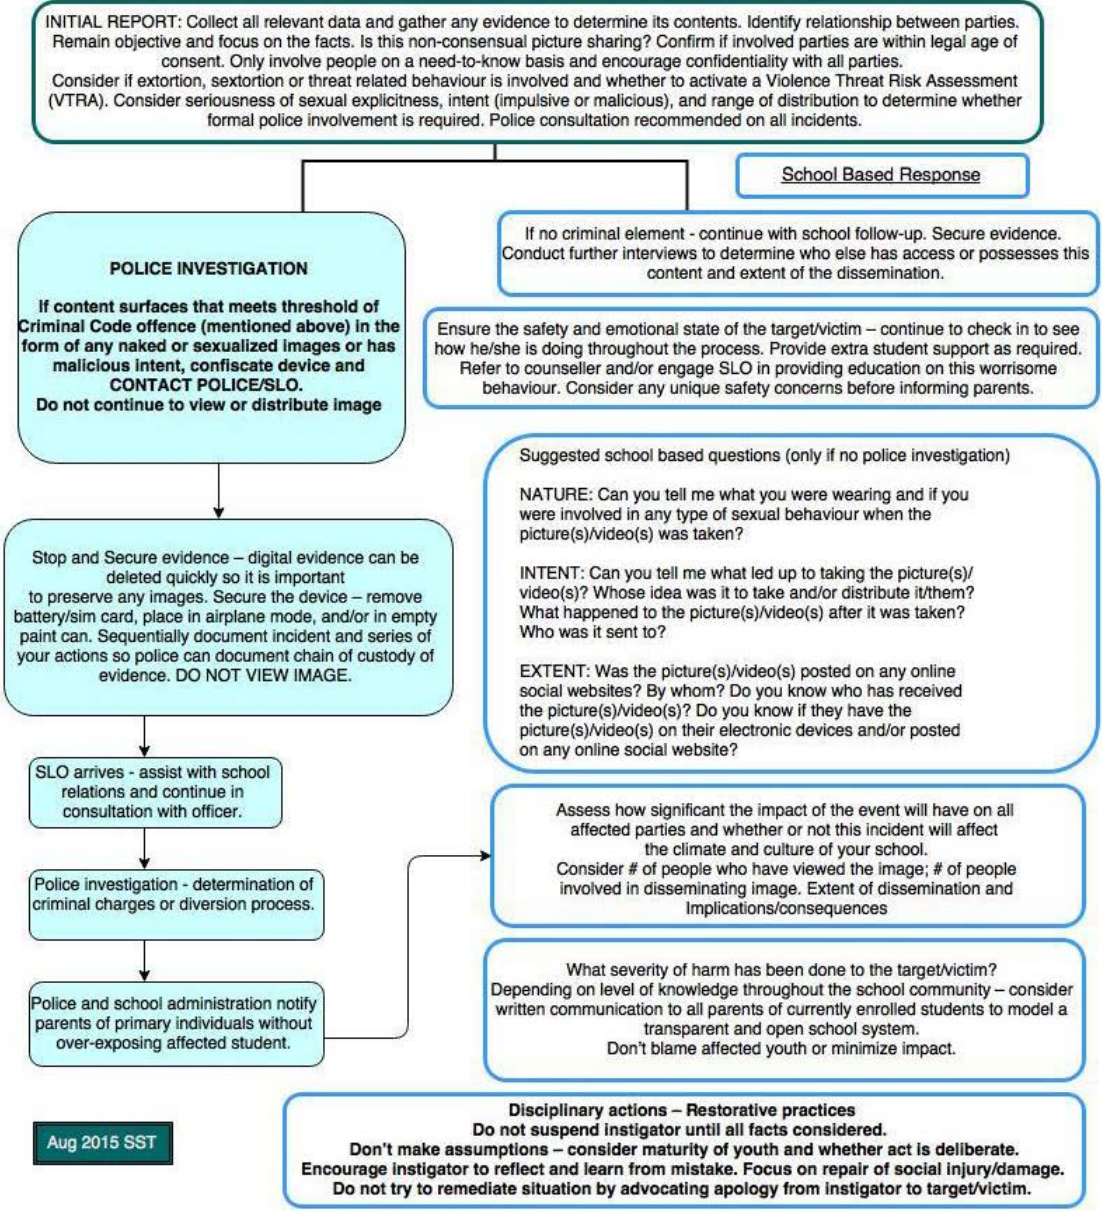 INITIAL REPORT: Collect all relevant data and gather any evidence to determine its contents. Identify relationship between parties.
Remain objective and focus on the facts. Is this non-consensual picture sharing? Confirm if involved parties are within legal age of
consent. Only involve people on a need-to-know basis and encourage confidentiality with all parties.
Consider if extortion, sextortion or threat related behaviour is involved and whether to activate a Violence Threat Risk Assessment
(VTRA). Consider seriousness of sexual explicitness, intent (impulsive or malicious), and range of distribution to determine whether
formal police involvement is required. Police consultation recommended on all incidents.
School Based Response
POLICE INVESTIGATION
If content surfaces that meets threshold of
Criminal Code offence (mentioned above) in the
form of any naked or sexualized images or has
malicious intent, confiscate device and
CONTACT POLICE/SLO.
Do not continue to view or distribute image
If no criminal element - continue with school follow-up. Secure evidence.
Conduct further interviews to determine who else has access or possesses this
content and extent of the dissemination.
Ensure the safety and emotional state of the target/victim – continue to check in to see
how he/she is doing throughout the process. Provide extra student support as required.
Refer to counseller and/or engage SLO in providing education on this worrisome
behaviour. Consider any unique safety concerns before informing parents.
Suggested school based questions (only if no police investigation)
NATURE: Can you tell me what you were wearing and if you
were involved in any type of sexual behaviour when the
picture(s)/video(s) was taken?
INTENT: Can you tell me what led up to taking the picture(s)/
video(s)? Whose idea was it to take and/or distribute it/them?
What happened to the picture(s)/video(s) after it was taken?
Who was it sent to?
EXTENT: Was the picture(s)/video(s) posted on any online
social websites? By whom? Do you know who has received
the picture(s)/video(s)? Do you know if they have the
picture(s)/video(s) on their electronic devices and/or posted
on any online social website?
Stop and Secure evidence – digital evidence can be
deleted quickly so it is important
to preserve any images. Secure the device – remove
battery/sim card, place in airplane mode, and/or in empty
paint can. Sequentially document incident and series of
your actions so police can document chain of custody of
evidence. DO NOT VIEW IMAGE.
SLO arrives - assist with school
relations and continue in
consultation with officer.
Police investigation - determination of
criminal charges or diversion process.
Police and school administration notify
parents of primary individuals without
over-exposing affected student.
Assess how significant the impact of the event will have on all
affected parties and whether or not this incident will affect
the climate and culture of your school.
Consider # of people who have viewed the image; # of people
involved in disseminating image. Extent of dissemination and
Implications/consequences
What severity of harm has been done to the target/victim?
Depending on level of knowledge throughout the school community – consider
written communication to all parents of currently enrolled students to model a
transparent and open school system.
Don't blame affected youth or minimize impact.
Disciplinary actions – Restorative practices
Do not suspend instigator until all facts considered.
Don't make assumptions – consider maturity of youth and whether act is deliberate.
Encourage instigator to reflect and learn from mistake. Focus on repair of social injury/damage.
Do not try to remediate situation by advocating apology from instigator to target/victim.
Aug 2015 SST